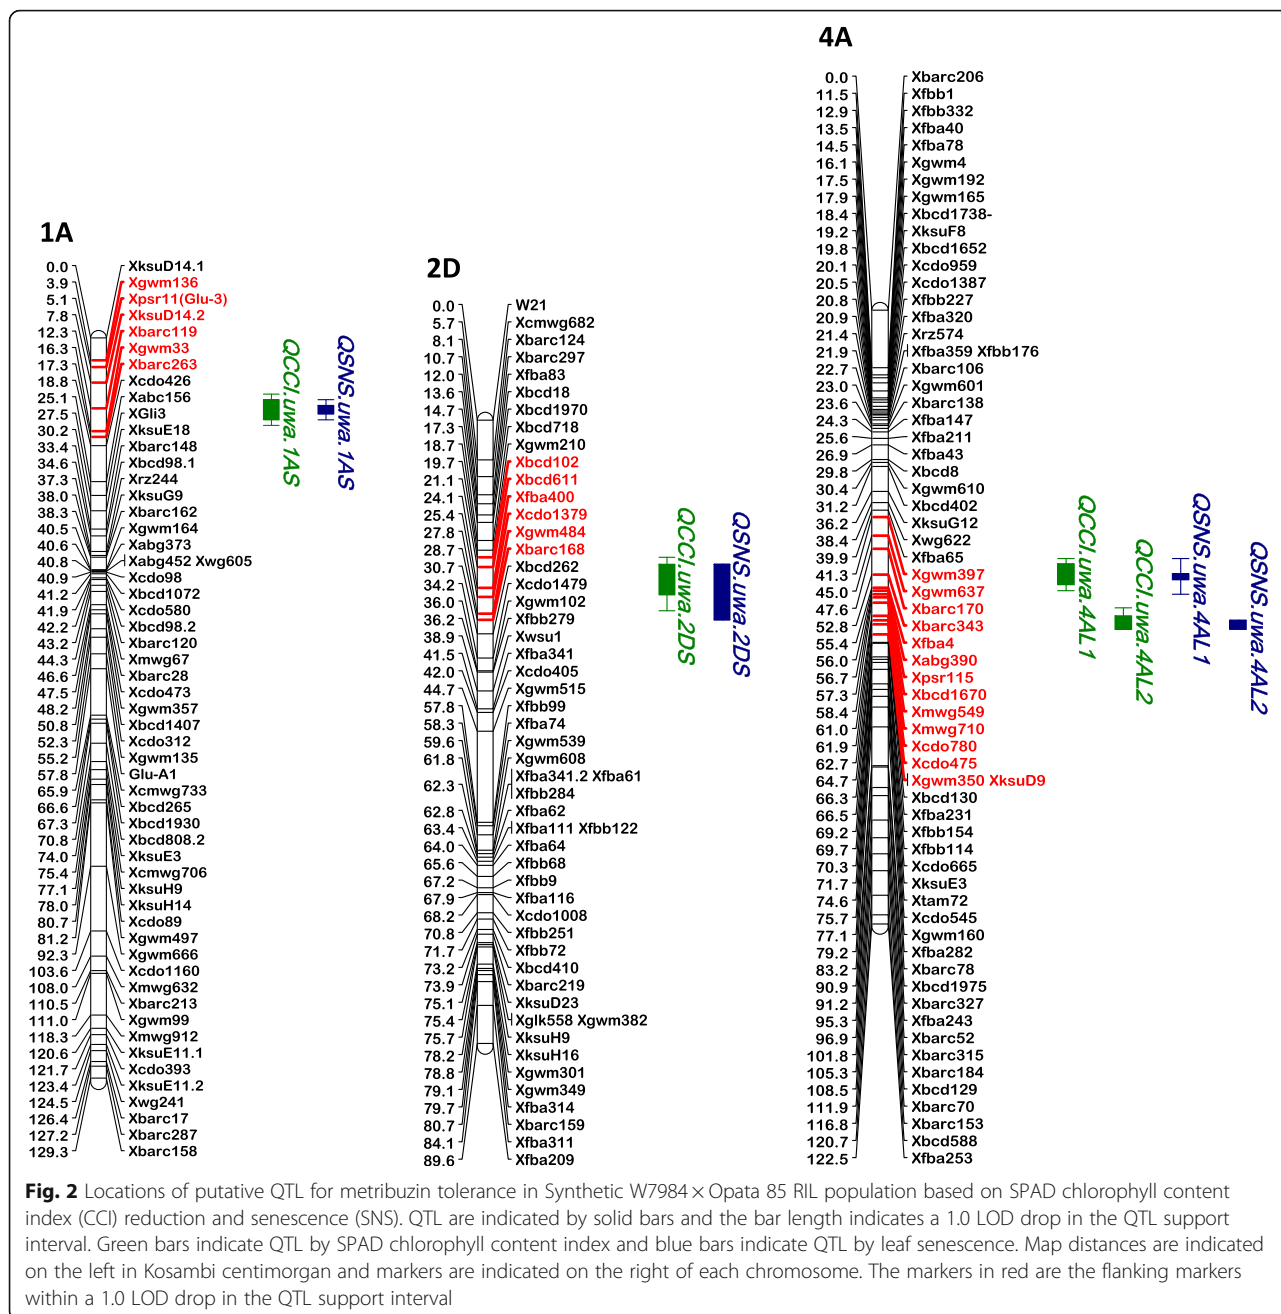 1A
0.0 XksuD14.1
3.9 Xgwm136
5.1 Xpsr11(Glu-3)
7.8 XksuD14.2
12.3 Xbarc119
16.3 Xgwm33
17.3 Xbarc263
18.8 Xcdo426
25.1 Xabc156
27.5 XGli3
30.2 XksuE18
33.4 Xbarc148
34.6 Xbcd98.1
37.3 Xrz244
38.0 XksuG9
38.3 Xbarc162
40.5 Xgwm164
40.6 Xabg373
40.8 Xabg452 Xwg605
40.9 Xcdo98
41.2 Xbcd1072
41.9 Xcdo580
42.2 Xbcd98.2
43.2 Xbarc120
44.3 Xmwg67
46.6 Xbarc28
47.5 Xcdo473
48.2 Xgwm357
50.8 Xbcd1407
52.3 Xcdo312
55.2 Xgwm135
57.8 Glu-A1
65.9 Xcmwg733
66.6 Xbcd265
67.3 Xbcd1930
70.8 Xbcd808.2
74.0 XksuE3
75.4 Xcmwg706
77.1 XksuH9
78.0 XksuH14
80.7 Xcdo89
81.2 Xgwm497
92.3 Xgwm666
103.6 Xcdo1160
108.0 Xmwg632
110.5 Xbarc213
111.0 Xgwm99
118.3 Xmwg912
120.6 XksuE11.1
121.7 Xcdo393
123.4 XksuE11.2
124.5 Xwg241
126.4 Xbarc17
127.2 Xbarc287
129.3 Xbarc158
QCCI.uwa.1AS
QSNS.uwa.1AS
2D
0.0 W21
5.7 Xcmwg682
8.1 Xbarc124
10.7 Xbarc297
12.0 Xfba83
13.6 Xbcd18
14.7 Xbcd1970
17.3 Xbcd718
18.7 Xgwm210
19.7 Xbcd102
21.1 Xbcd611
24.1 Xfba400
25.4 Xcdo1379
27.8 Xgwm484
28.7 Xbarc168
30.7 Xbcd262
34.2 Xcdo1479
36.0 Xgwm102
36.2 Xfbb279
38.9 Xwsu1
41.5 Xfba341
42.0 Xcdo405
44.7 Xgwm515
57.8 Xfbb99
58.3 Xfba74
59.6 Xgwm539
61.8 Xgwm608
62.3 Xfba341.2 Xfba61
Xfbb284
62.8 Xfba62
63.4 Xfba111 Xfbb122
64.0 Xfba64
65.6 Xfbb68
67.2 Xfbb9
67.9 Xfba116
68.2 Xcdo1008
70.8 Xfbb251
71.7 Xfbb72
73.2 Xbcd410
73.9 Xbarc219
75.1 XksuD23
75.4 Xglk558 Xgwm382
75.7 XksuH9
78.2 XksuH16
78.8 Xgwm301
79.1 Xgwm349
79.7 Xfba314
80.7 Xbarc159
84.1 Xfba311
89.6 Xfba209
QCCI.uwa.2DS
QSNS.uwa.2DS
4A
0.0 Xbarc206
11.5 Xfbb1
12.9 Xfbb332
13.5 Xfba40
14.5 Xfba78
16.1 Xgwm4
17.5 Xgwm192
17.9 Xgwm165
18.4 Xbcd1738-
19.2 XksuF8
19.8 Xbcd1652
20.1 Xcdo959
20.5 Xcdo1387
20.8 Xfbb227
20.9 Xfba320
21.4 Xrz574
21.9 Xfba359 Xfbb176
22.7 Xbarc106
23.0 Xgwm601
23.6 Xbarc138
24.3 Xfba147
25.6 Xfba211
26.9 Xfba43
29.8 Xbcd8
30.4 Xgwm610
31.2 Xbcd402
36.2 XksuG12
38.4 Xwg622
39.9 Xfba65
41.3 Xgwm397
45.0 Xgwm637
47.6 Xbarc170
52.8 Xbarc343
55.4 Xfba4
56.0 Xabg390
56.7 Xpsr115
57.3 Xbcd1670
58.4 Xmwg549
61.0 Xmwg710
61.9 Xcdo780
62.7 Xcdo475
64.7 Xgwm350 XksuD9
66.3 Xbcd130
66.5 Xfba231
69.2 Xfbb154
69.7 Xfbb114
70.3 Xcdo665
71.7 XksuE3
74.6 Xtam72
75.7 Xcdo545
77.1 Xgwm160
79.2 Xfba282
83.2 Xbarc78
90.9 Xbcd1975
91.2 Xbarc327
95.3 Xfba243
96.9 Xbarc52
101.8 Xbarc315
105.3 Xbarc184
108.5 Xbcd129
111.9 Xbarc70
116.8 Xbarc153
120.7 Xbcd588
122.5 Xfba253
QCCI.uwa.4AL1
QCCI.uwa.4AL2
QSNS.uwa.4AL1
QSNS.uwa.4AL2
Fig. 2 Locations of putative QTL for metribuzin tolerance in Synthetic W7984 × Opata 85 RIL population based on SPAD chlorophyll content
index (CCI) reduction and senescence (SNS). QTL are indicated by solid bars and the bar length indicates a 1.0 LOD drop in the QTL support
interval. Green bars indicate QTL by SPAD chlorophyll content index and blue bars indicate QTL by leaf senescence. Map distances are indicated
on the left in Kosambi centimorgan and markers are indicated on the right of each chromosome. The markers in red are the flanking markers
within a 1.0 LOD drop in the QTL support interval